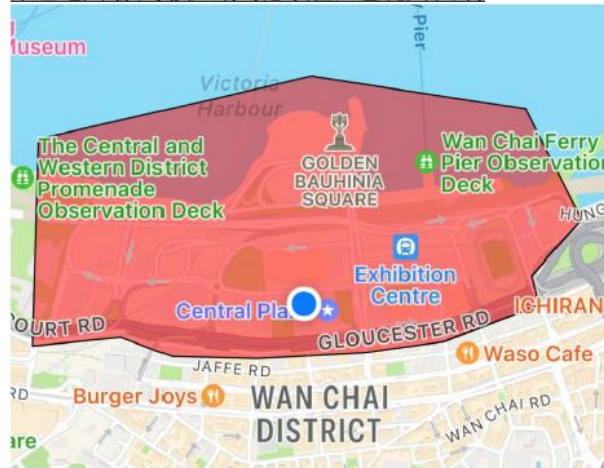 Museum
Victoria
Harbour
Pier
The Central and
Western District
Promenade
Observation Deck
GOLDEN
BAUHINIA
SQUARE
Wan Chai Ferry
Pier Observation
Deck
HUNG
Exhibition
Centre
Central Pla
ICHIRAN
COURT RD
GLOUCESTER RD
JAFFE RD
Waso Cafe
RD
Burger Joys
WAN CHAI
DISTRICT
WAN CHAI RD
are